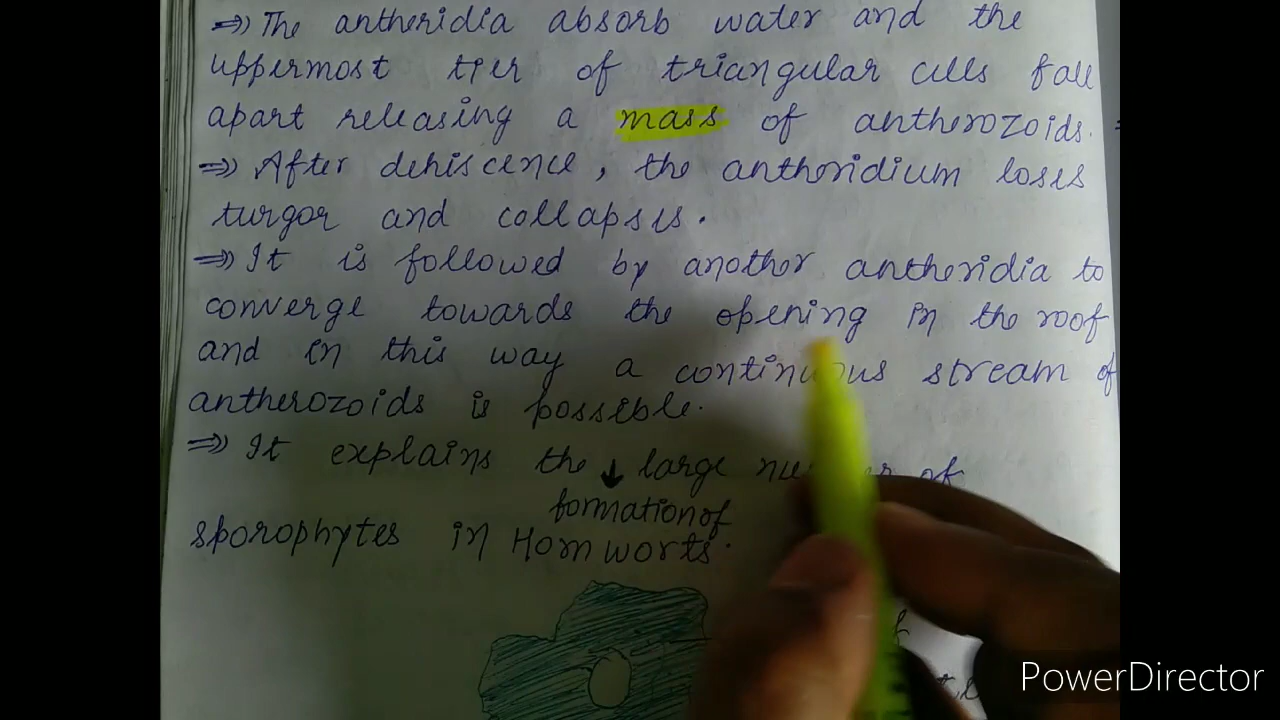 ⇒ The antheridia absorb water and the
uppermost tier of triangular cells fall
apart releasing a mass of antherozoids.
⇒ After dehiscence, the antheridium loses
turgor and collapses.
⇒ It is followed by another antheridia to
converge towards the opening in the roof
and in this way a continuous stream of
antherozoids is possible.
⇒ It explains the ↓ large of
formation of
sporophytes in Hornworts.
PowerDirector